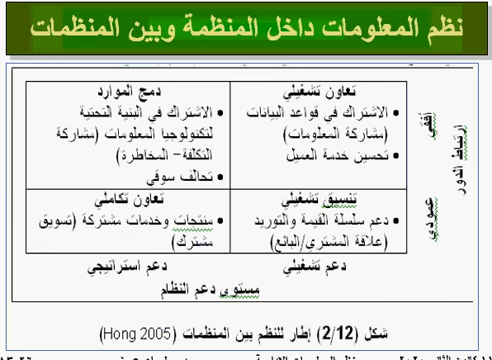 نظم المعلومات داخل المنظمة وبين المنظمات
تعاون تشغيلي
• الاشتراك في قواعد البيانات
(مشاركة المعلومات)
• تحسين خدمة العميل
دمج الموارد
• الاشتراك في البنية التحتية
لتكنولوجيا المعلومات (مشاركة
التكلفة- المخاطرة)
• تحالف سوقي
أفقي
إرتباط الدور
تنسيق تشغيلي
• دعم سلسلة القيمة والتوريد
(علاقة المشتري/البائع)
تعاون تكاملي
• منتجات وخدمات مشتركة (تسويق
مشترك)
عمودي
دعم تشغيلي
دعم استراتيجي
مستوى دعم النظام
شكل (2/12) إطار للنظم بين المنظمات (Hong 2005)